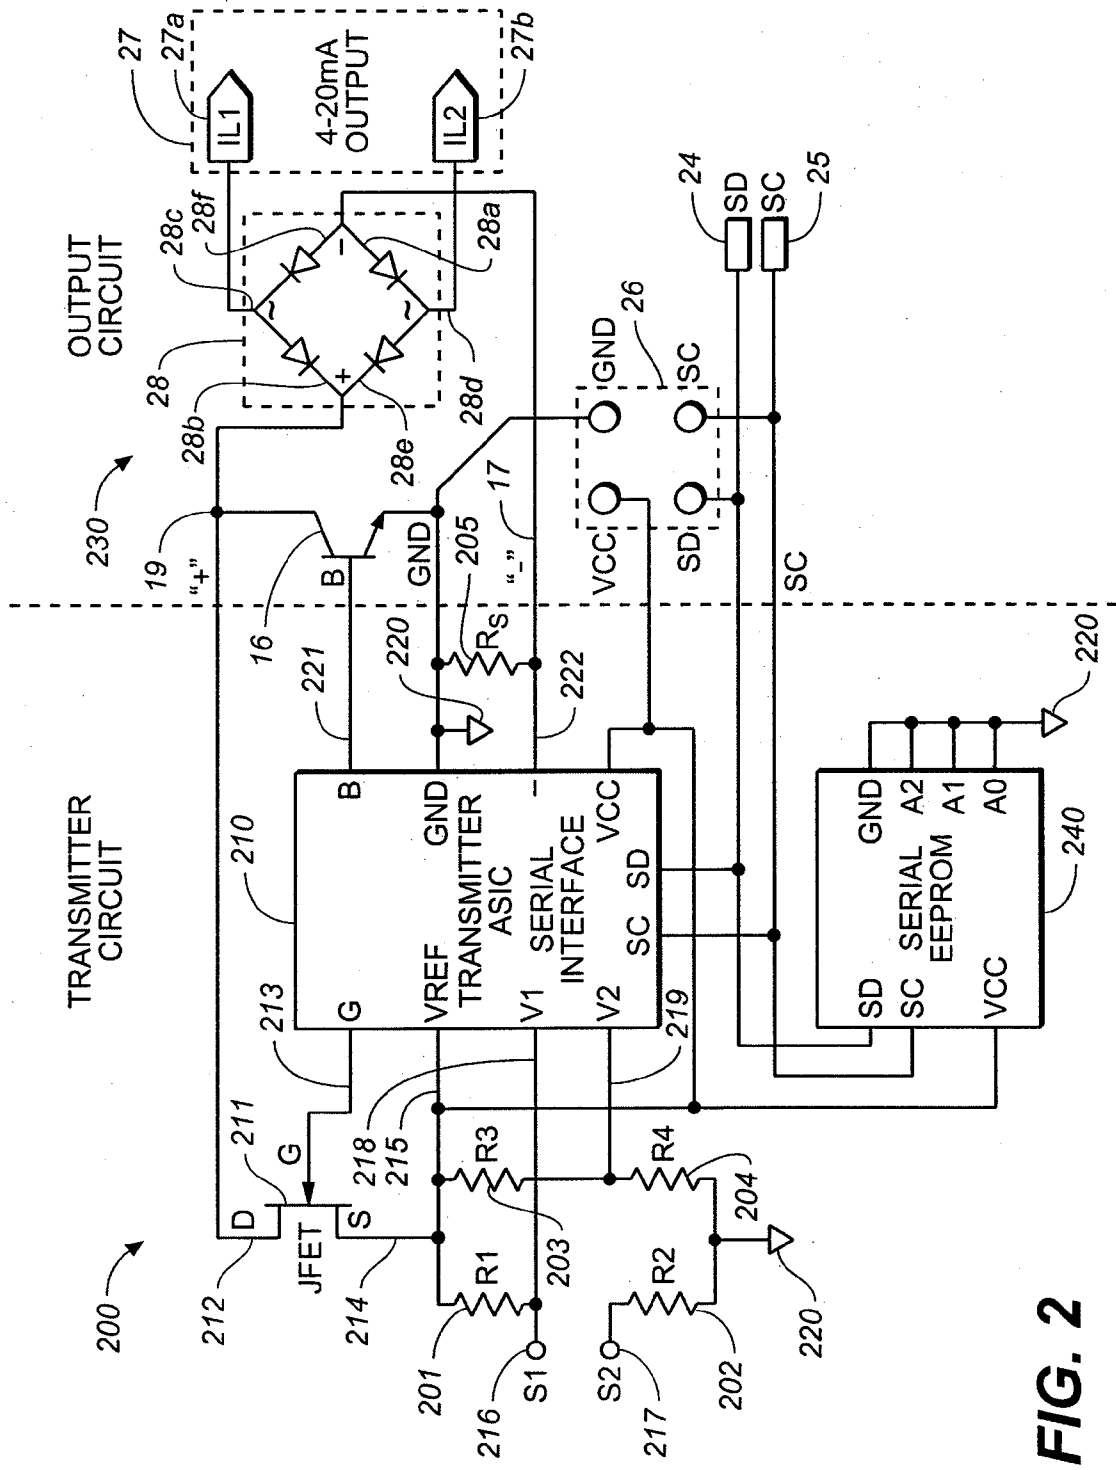 TRANSMITTER
CIRCUIT
OUTPUT
CIRCUIT
200
230
27
27a
IL1
4-20mA
OUTPUT
IL2
27b
28
28c
28f
28b
28e
28d
28a
+
−
~
~
19
"+"
16
B
221
GND
205
RS
220
17
"-"
222
212
D
211
G
JFET
S
214
213
210
G
B
VREF
GND
TRANSMITTER
ASIC
V1
−
SERIAL
INTERFACE
V2
VCC
SC
SD
218
215
219
201
R1
R3
203
216
S1
S2
217
R2
202
R4
204
220
VCC
GND
26
SD
SC
24
SD
SC
25
SC
SD
SC
VCC
SERIAL
EEPROM
GND
A2
A1
A0
240
220
FIG. 2